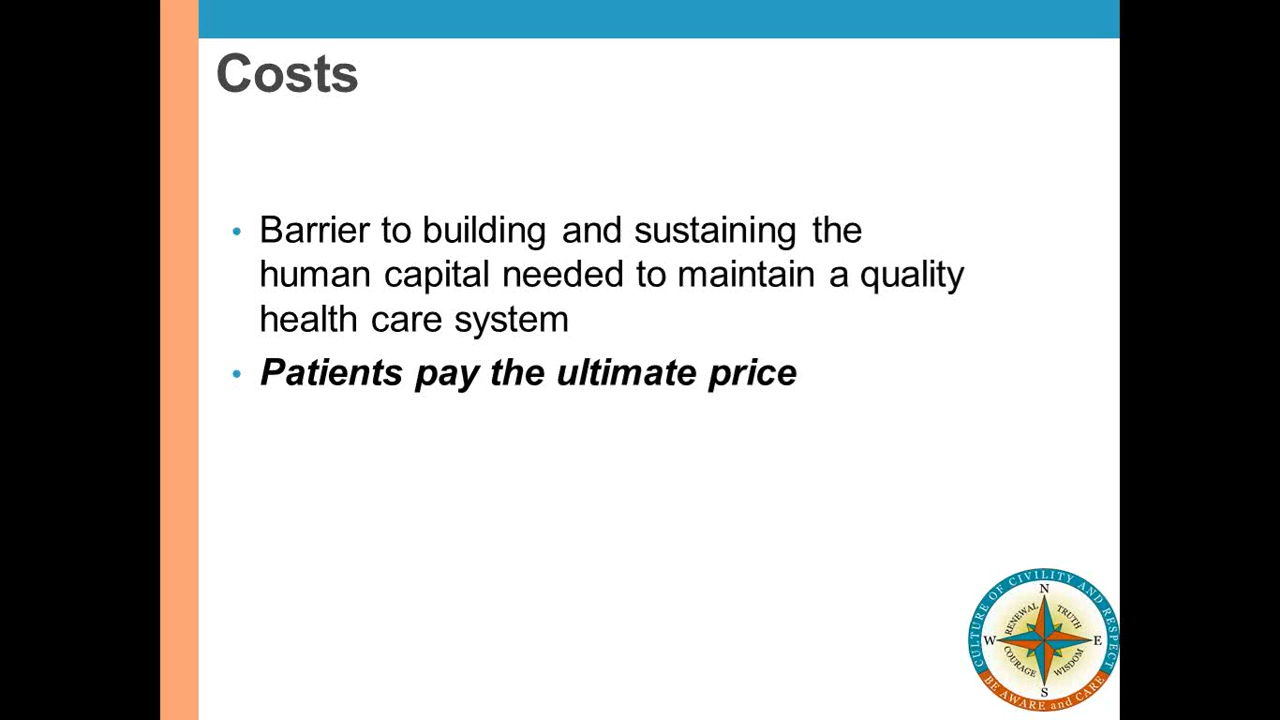 Costs
• Barrier to building and sustaining the
human capital needed to maintain a quality
health care system
• Patients pay the ultimate price
CULTURE OF CIVILITY AND RESPECT
N
RENEWAL TRUTH
W E
COURAGE WISDOM
S
BE AWARE and CARE